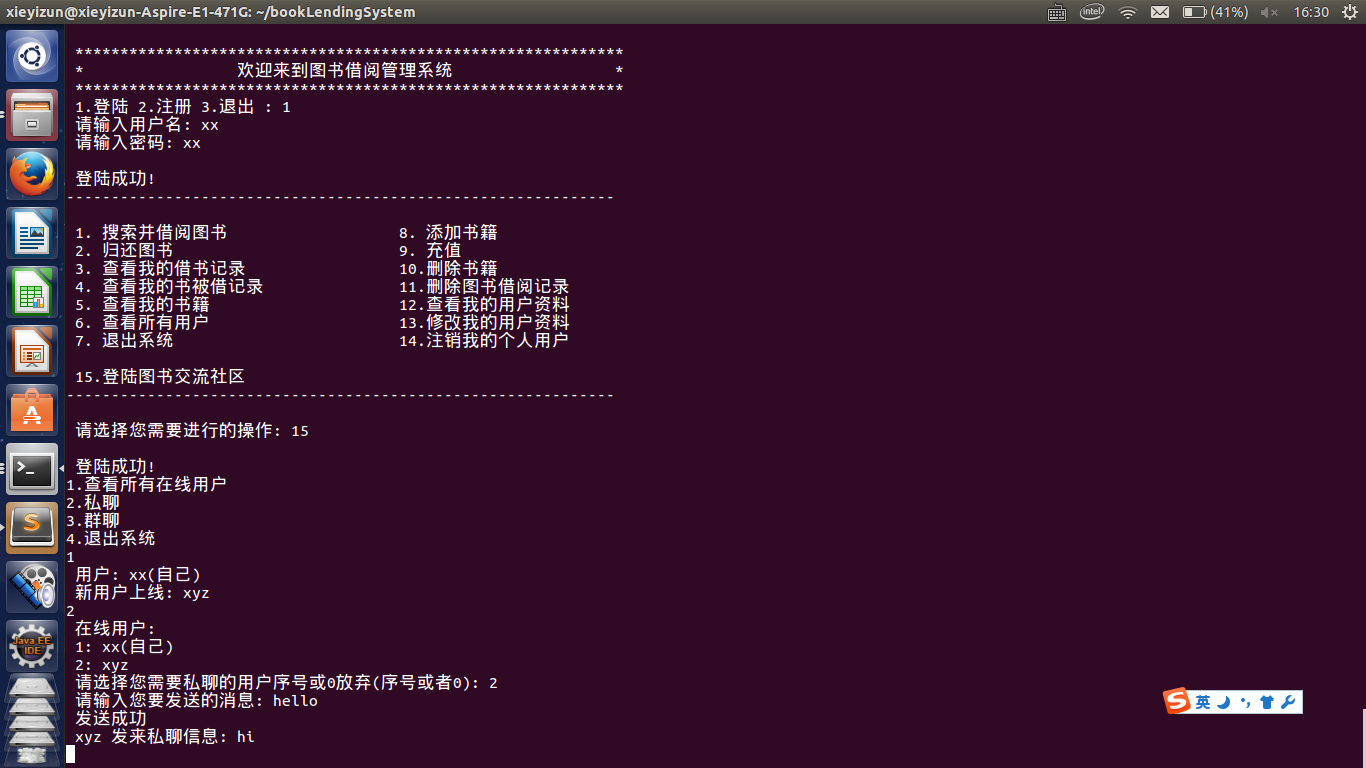 xieyizun@xieyizun-Aspire-E1-471G: ~/bookLendingSystem
intel (41%) 16:30
*************************************************************
* 欢迎来到图书借阅管理系统 *
*************************************************************
1.登陆 2.注册 3.退出 : 1
请输入用户名: xx
请输入密码: xx
登陆成功!
-------------------------------------------------------------
1. 搜索并借阅图书 8. 添加书籍
2. 归还图书 9. 充值
3. 查看我的借书记录 10.删除书籍
4. 查看我的书被借记录 11.删除图书借阅记录
5. 查看我的书籍 12.查看我的用户资料
6. 查看所有用户 13.修改我的用户资料
7. 退出系统 14.注销我的个人用户
15.登陆图书交流社区
-------------------------------------------------------------
请选择您需要进行的操作: 15
登陆成功!
1.查看所有在线用户
2.私聊
3.群聊
4.退出系统
1
用户: xx(自己)
新用户上线: xyz
2
在线用户:
1: xx(自己)
2: xyz
请选择您需要私聊的用户序号或0放弃(序号或者0): 2
请输入您要发送的消息: hello
发送成功
xyz 发来私聊信息: hi
Java EE
IDE
S 英